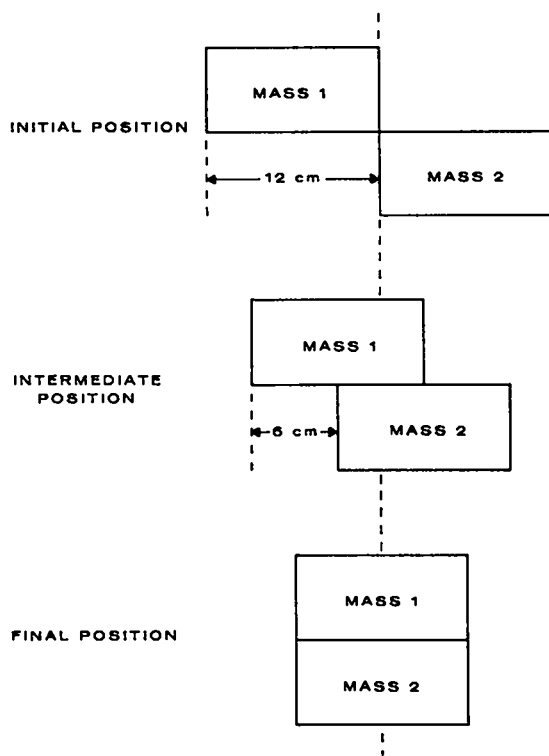 MASS 1
INITIAL POSITION
12 cm
MASS 2
MASS 1
INTERMEDIATE
POSITION
6 cm
MASS 2
MASS 1
FINAL POSITION
MASS 2